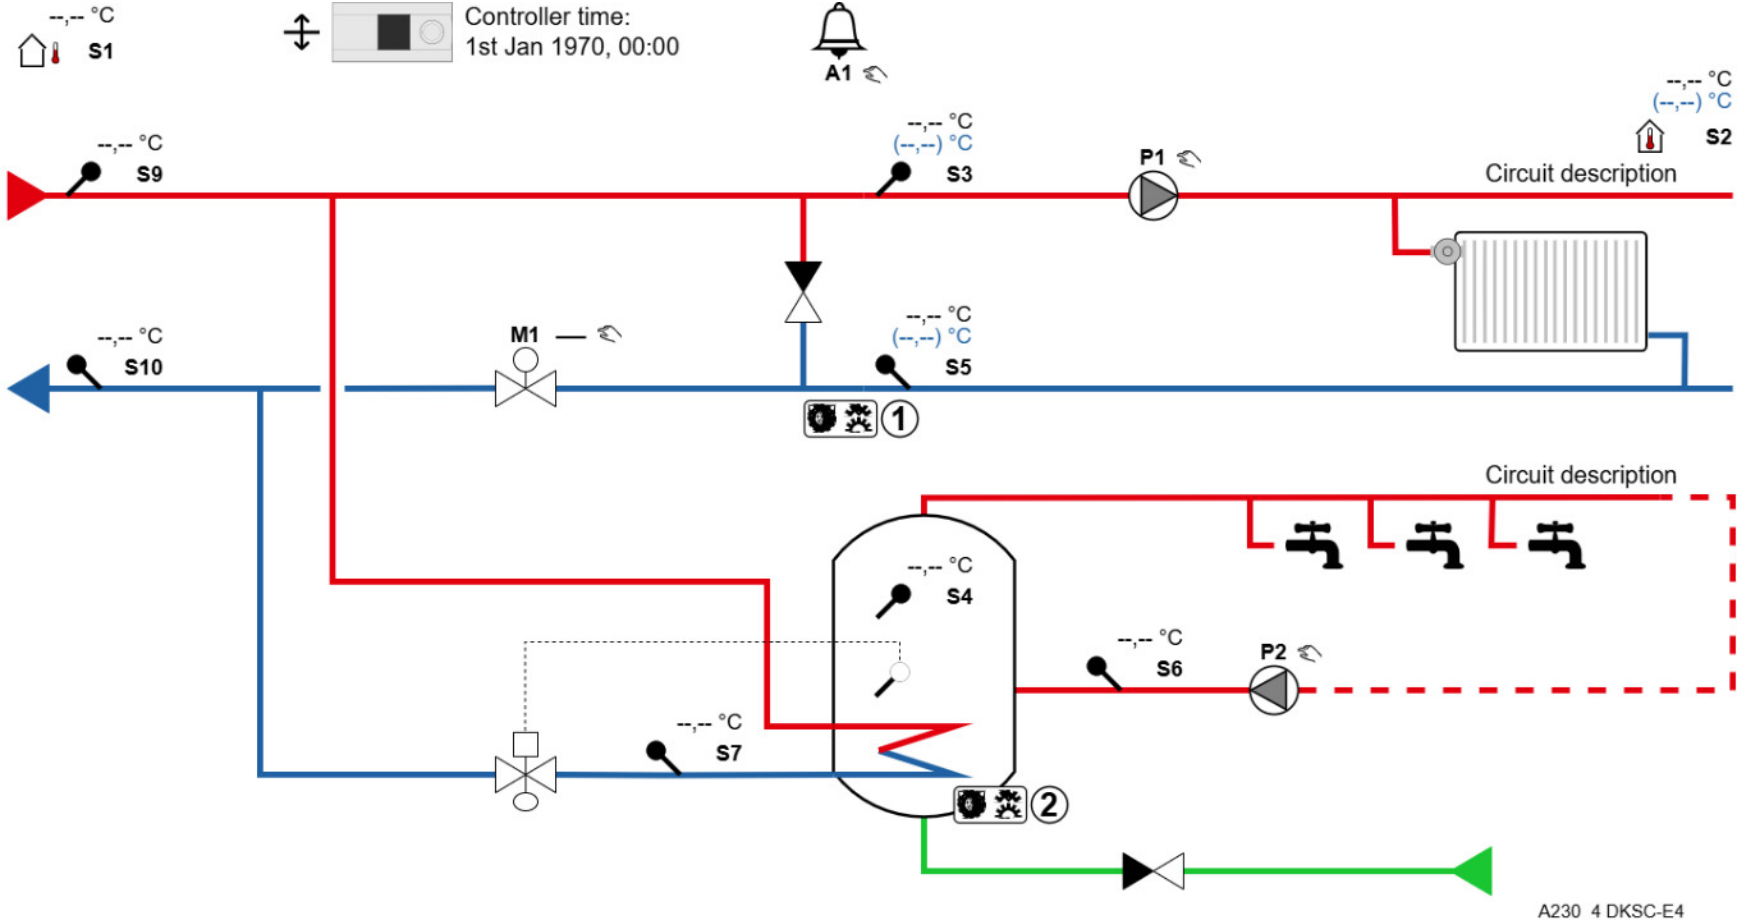 --,-- °C
S1
Controller time:
1st Jan 1970, 00:00
A1
--,-- °C
(--,--) °C
S2
--,-- °C
S9
--,-- °C
(--,--) °C
S3
P1
Circuit description
--,-- °C
S10
M1 —
--,-- °C
(--,--) °C
S5
1
Circuit description
--,-- °C
S4
--,-- °C
S6
P2
--,-- °C
S7
2
A230 4 DKSC-E4